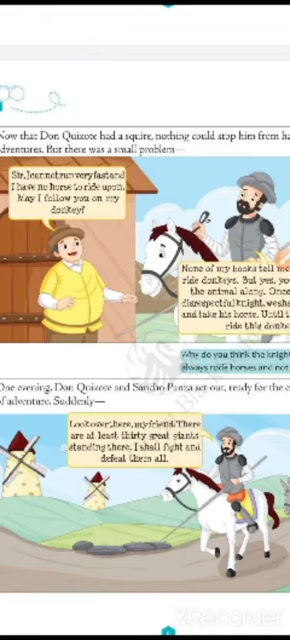 Now that Don Quixote had a squire, nothing could stop him from ha
dventures. But there was a small problem—
Sir, I cannot run very fast and
I have no horse to ride upon.
May I follow you on my
donkey?
None of my books tell me
ride donkeys. But yes, yo
the animal along. Once
disrespectful knight, we sha
and take his horse. Until t
ride this donke
Why do you think the knight
always rode horses and not
One evening, Don Quixote and Sancho Panza set out, ready for the
of adventure. Suddenly—
Look over there, my friend! There
are at least thirty great giants
standing there. I shall fight and
defeat them all.
XRecorder